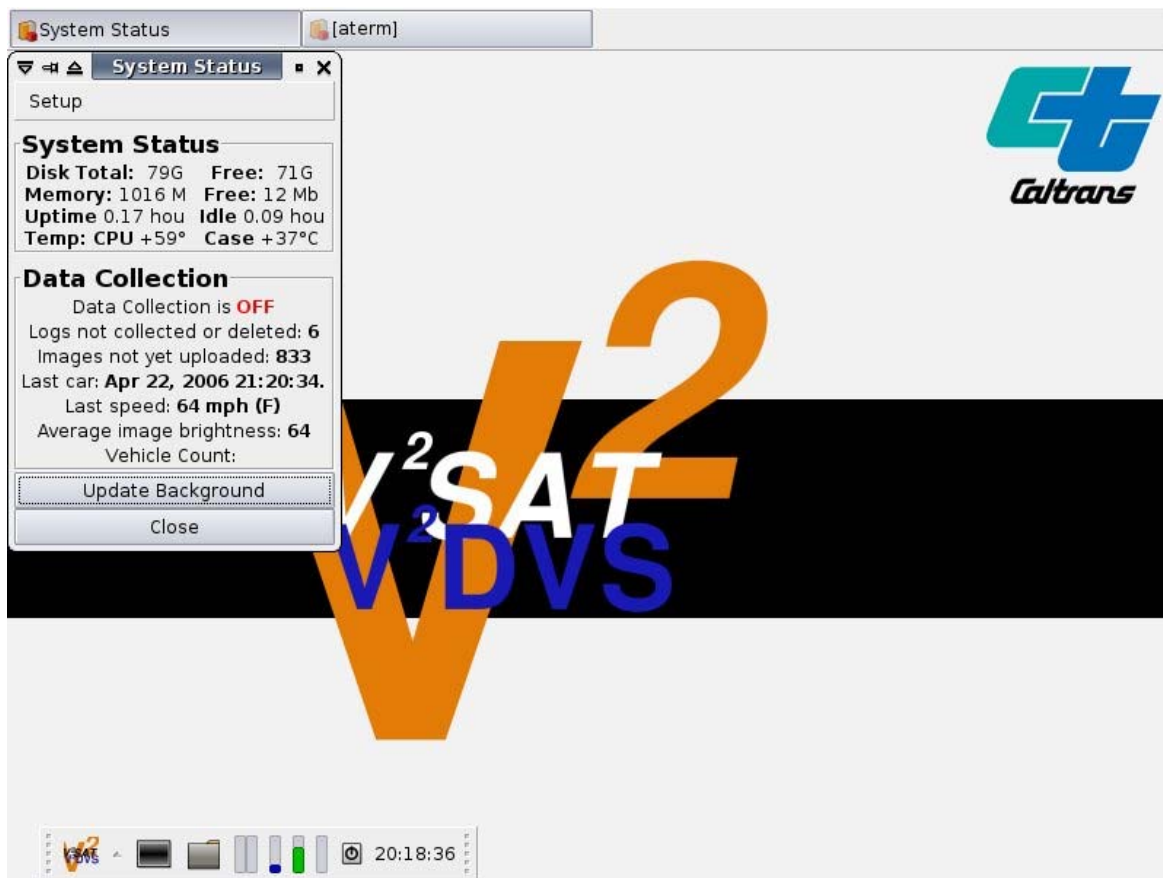 System Status
[aterm]
System Status
Setup
System Status
Disk Total: 79G Free: 71G
Memory: 1016 M Free: 12 Mb
Uptime 0.17 hou Idle 0.09 hou
Temp: CPU +59° Case +37°C
Data Collection
Data Collection is OFF
Logs not collected or deleted: 6
Images not yet uploaded: 833
Last car: Apr 22, 2006 21:20:34.
Last speed: 64 mph (F)
Average image brightness: 64
Vehicle Count:
Update Background
Close
Ct
Caltrans
V2
V2SAT
V2DVS
V2
V2SAT
DVS
20:18:36